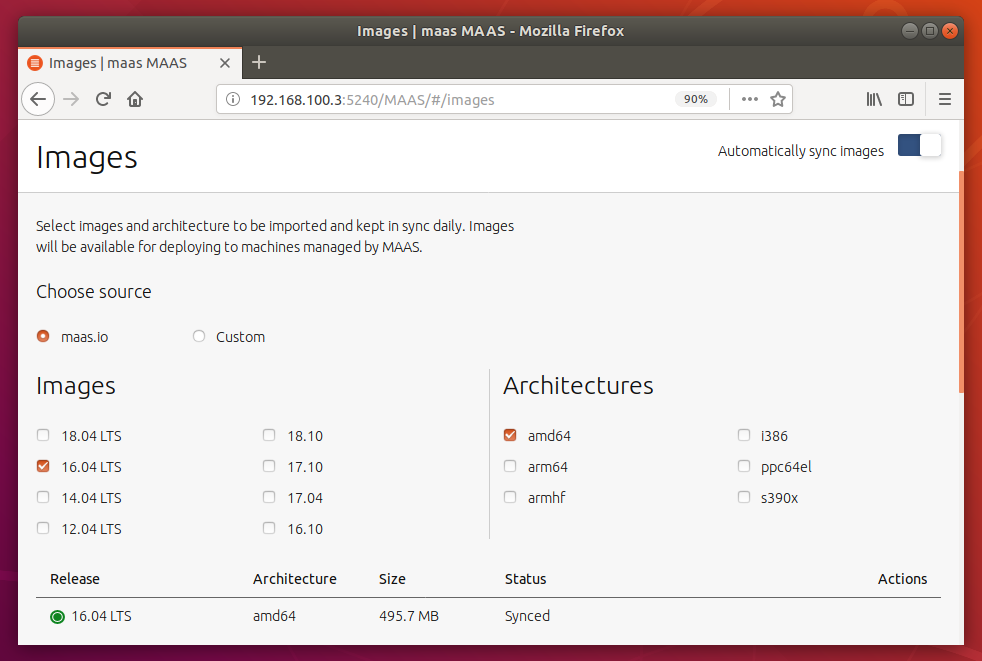 Images | maas MAAS - Mozilla Firefox
Images | maas MAAS
192.168.100.3:5240/MAAS/#/images 90%
Images
Automatically sync images
Select images and architecture to be imported and kept in sync daily. Images
will be available for deploying to machines managed by MAAS.
Choose source
maas.io Custom
Images
18.04 LTS 18.10
16.04 LTS 17.10
14.04 LTS 17.04
12.04 LTS 16.10
Architectures
amd64 i386
arm64 ppc64el
armhf s390x
Release Architecture Size Status Actions
16.04 LTS amd64 495.7 MB Synced